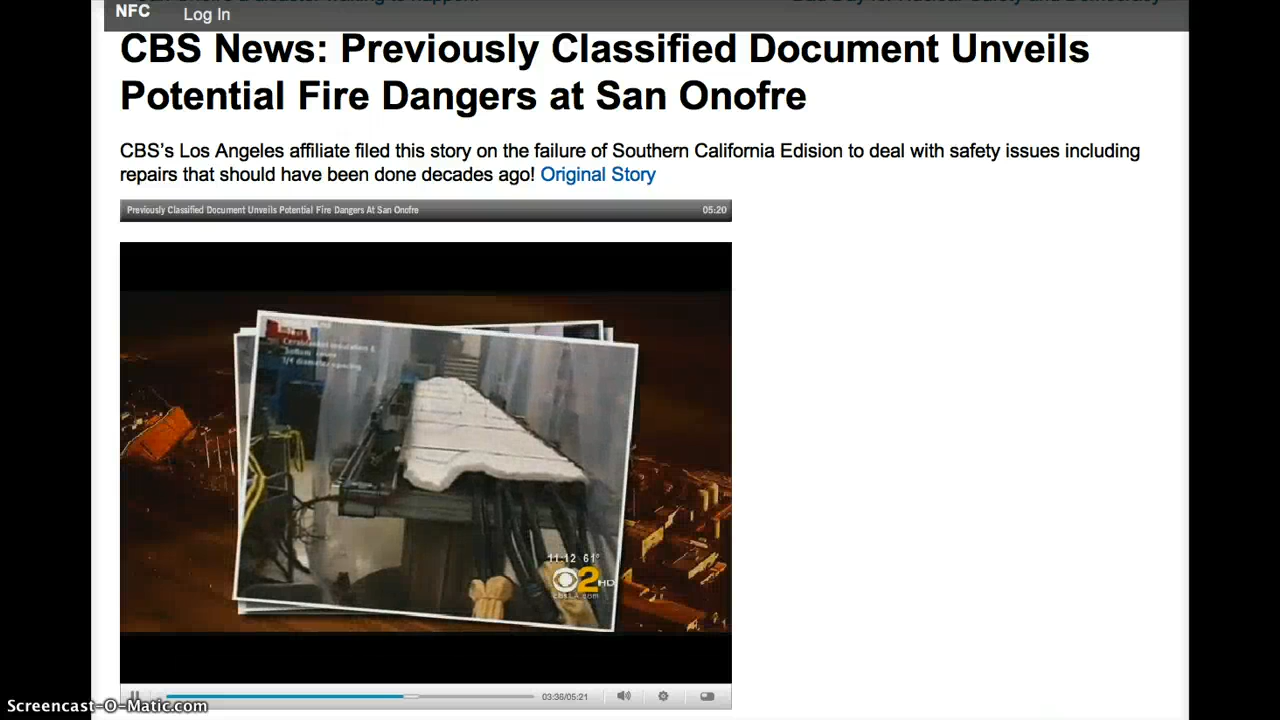 NFC
Log In
CBS News: Previously Classified Document Unveils
Potential Fire Dangers at San Onofre
CBS’s Los Angeles affiliate filed this story on the failure of Southern California Edision to deal with safety issues including
repairs that should have been done decades ago! Original Story
Previously Classified Document Unveils Potential Fire Dangers At San Onofre 05:20
11:12 61°
2HD
cbsLA.com
03:36/05:21
Screencast-O-Matic.com